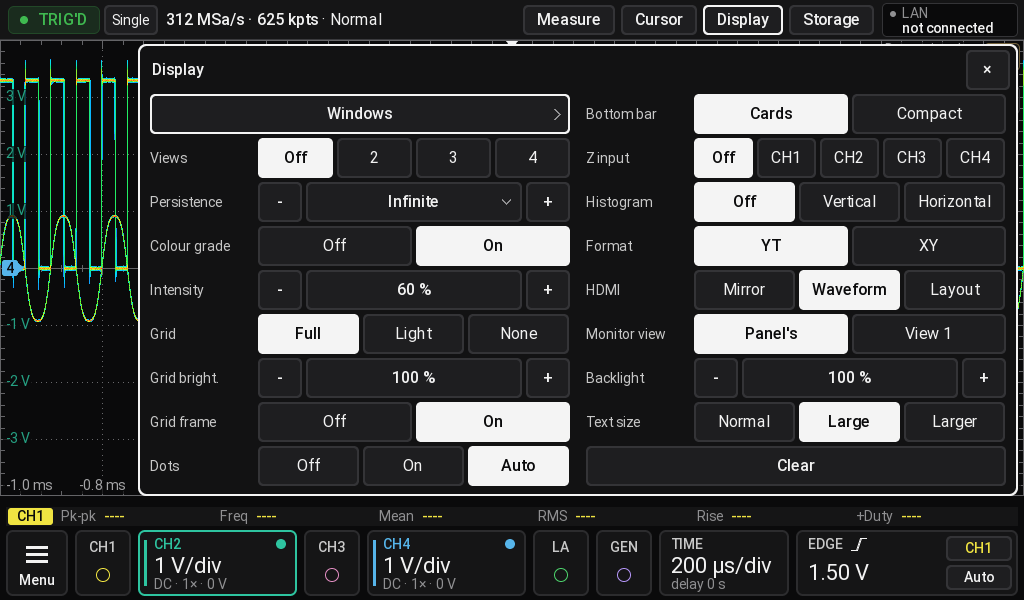 TRIG'D Single 312 MSa/s · 625 kpts · Normal Measure Cursor Display Storage LAN
not connected
Display ×
Windows
Bottom bar Cards Compact
Views Off 2 3 4
Z input Off CH1 CH2 CH3 CH4
Persistence - Infinite +
Histogram Off Vertical Horizontal
Colour grade Off On
Format YT XY
Intensity - 60 % +
HDMI Mirror Waveform Layout
Grid Full Light None
Monitor view Panel's View 1
Grid bright. - 100 % +
Backlight - 100 % +
Grid frame Off On
Text size Normal Large Larger
Dots Off On Auto
Clear
3 V
2 V
1 V
4
-1 V
-2 V
-3 V
-1.0 ms -0.8 ms
CH1 Pk-pk ---- Freq ---- Mean ---- RMS ---- Rise ---- +Duty ----
Menu
CH1
CH2
1 V/div
DC · 1× · 0 V
CH3
CH4
1 V/div
DC · 1× · 0 V
LA
GEN
TIME
200 µs/div
delay 0 s
EDGE
1.50 V
CH1
Auto